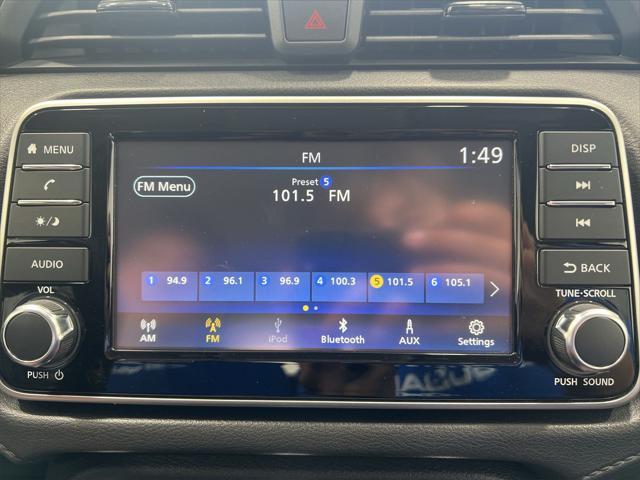 MENU
AUDIO
VOL
PUSH
FM
1:49
FM Menu
Preset 5
101.5 FM
1 94.9
2 96.1
3 96.9
4 100.3
5 101.5
6 105.1
AM
FM
iPod
Bluetooth
AUX
Settings
DISP
BACK
TUNE·SCROLL
PUSH SOUND